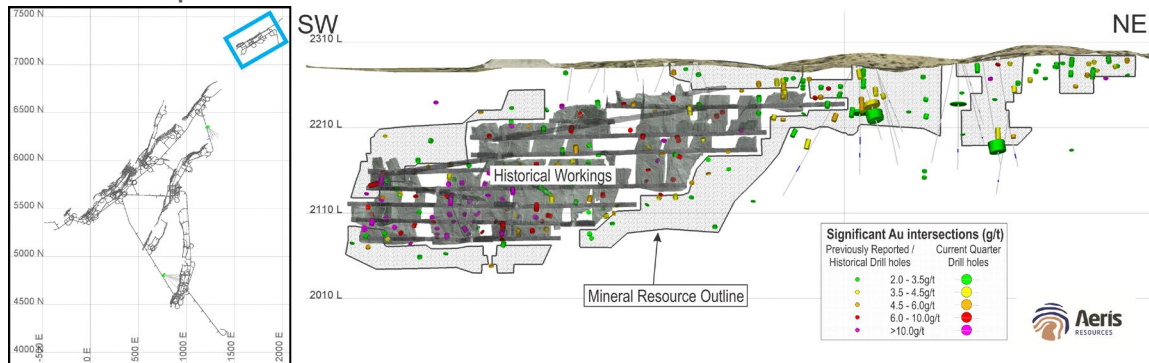 7500 N
7000 N
6500 N
6000 N
5500 N
5000 N
4500 N
4000 N
-500 E
0 E
500 E
1000 E
1500 E
2000 E
SW
NE
2310 L
2210 L
2110 L
2010 L
Historical Workings
Mineral Resource Outline
Significant Au intersections (g/t)
Previously Reported / Current Quarter
Historical Drill holes Drill holes
2.0 - 3.5g/t
3.5 - 4.5g/t
4.5 - 6.0g/t
6.0 - 10.0g/t
>10.0g/t
Aeris
RESOURCES